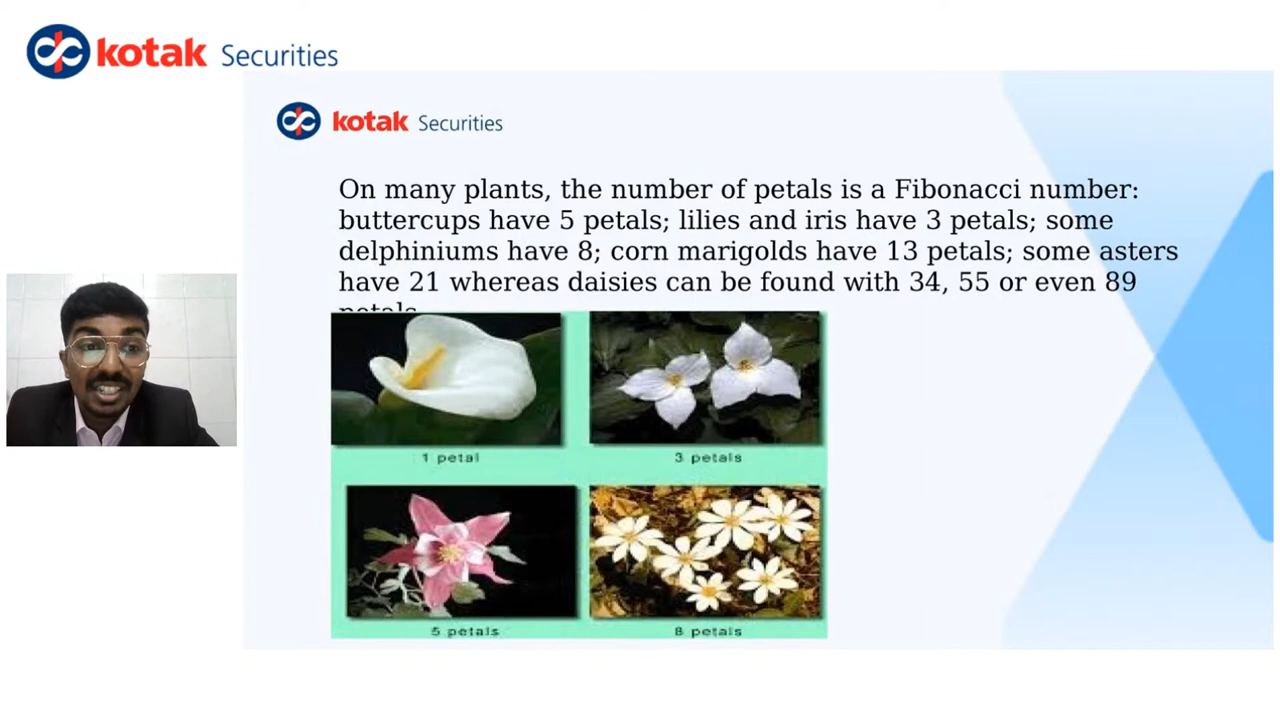 kotak Securities
kotak Securities
On many plants, the number of petals is a Fibonacci number:
buttercups have 5 petals; lilies and iris have 3 petals; some
delphiniums have 8; corn marigolds have 13 petals; some asters
have 21 whereas daisies can be found with 34, 55 or even 89
petals
1 petal
3 petals
5 petals
8 petals